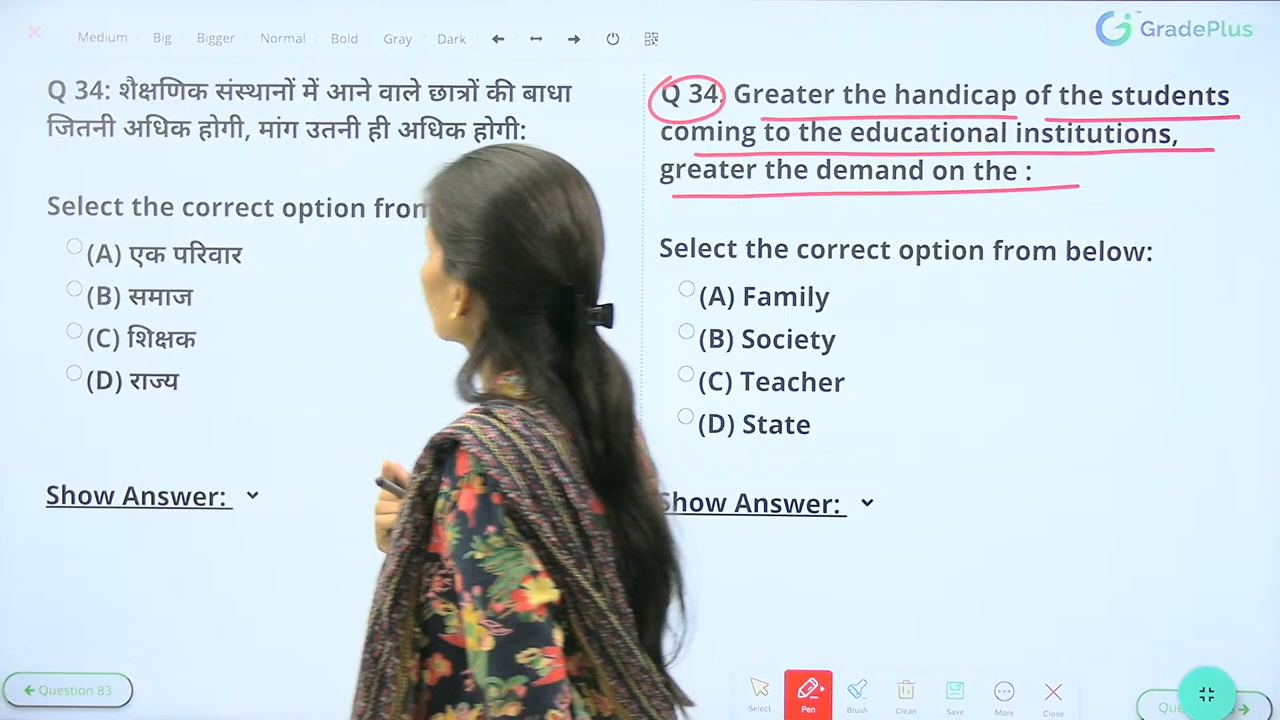 Medium Big Bigger Normal Bold Gray Dark
GradePlus
Q 34: शैक्षणिक संस्थानों में आने वाले छात्रों की बाधा
जितनी अधिक होगी, मांग उतनी ही अधिक होगी:
Select the correct option from
(A) एक परिवार
(B) समाज
(C) शिक्षक
(D) राज्य
Show Answer:
Question 83
Q 34. Greater the handicap of the students
coming to the educational institutions,
greater the demand on the :
Select the correct option from below:
(A) Family
(B) Society
(C) Teacher
(D) State
Show Answer:
Select Pen Brush Clean Save More Close